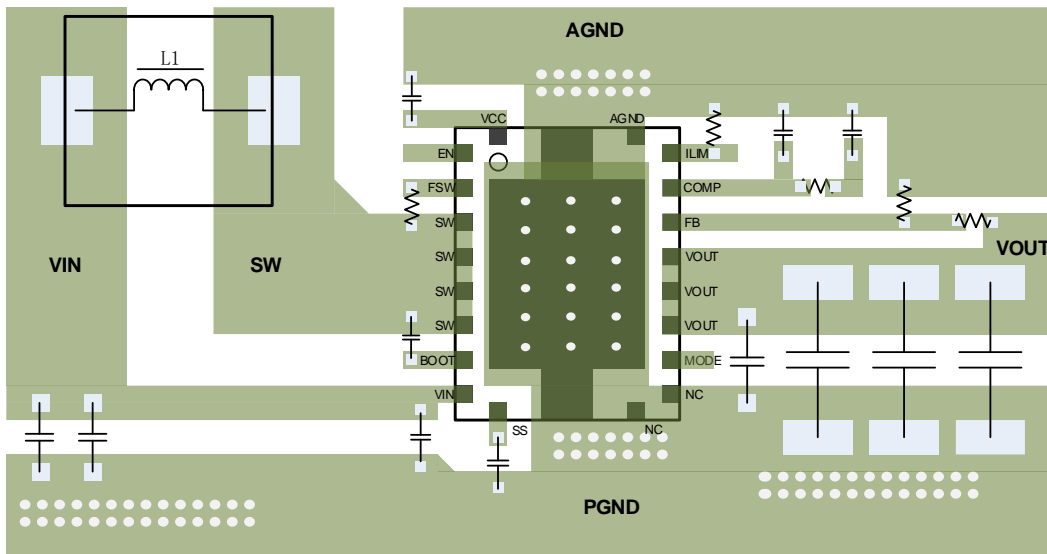 AGND
L1
VCC
AGND
EN
ILIM
FSW
COMP
SW
FB
VIN
SW
SW
VOUT
VOUT
SW
VOUT
SW
VOUT
BOOT
MODE
VIN
NC
SS
NC
PGND